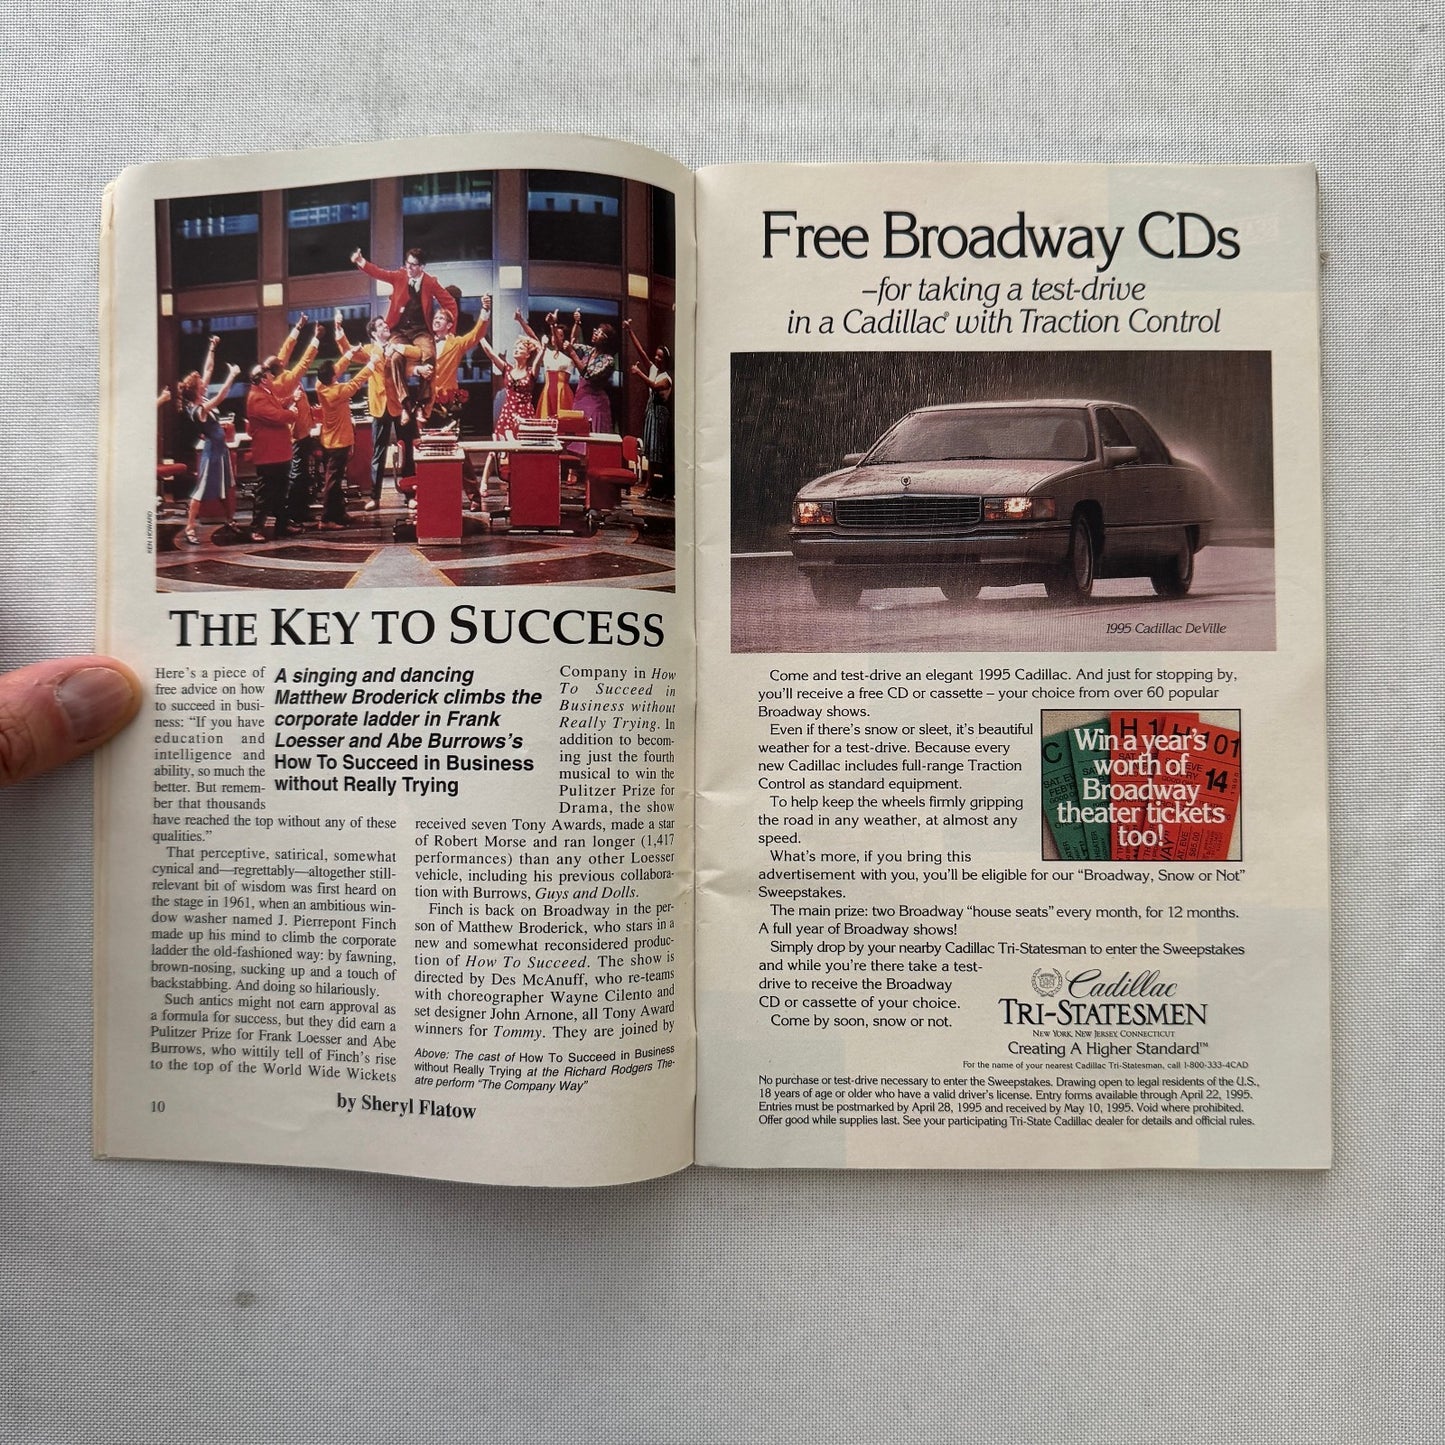 KEN HOWARD
THE KEY TO SUCCESS
A singing and dancing
Matthew Broderick climbs the
corporate ladder in Frank
Loesser and Abe Burrows's
How To Succeed in Business
without Really Trying
Here's a piece of
free advice on how
to succeed in busi-
ness: "If you have
education and
intelligence and
ability, so much the
better. But remem-
ber that thousands
have reached the top without any of these
qualities."
That perceptive, satirical, somewhat
cynical and—regrettably—altogether still-
relevant bit of wisdom was first heard on
the stage in 1961, when an ambitious win-
dow washer named J. Pierrepont Finch
made up his mind to climb the corporate
ladder the old-fashioned way: by fawning,
brown-nosing, sucking up and a touch of
backstabbing. And doing so hilariously.
Such antics might not earn approval as
a formula for success, but they did earn a
Pulitzer Prize for Frank Loesser and Abe
Burrows, who wittily tell of Finch's rise
to the top of the World Wide Wickets
Company in How
To Succeed in
Business without
Really Trying. In
addition to becom-
ing just the fourth
musical to win the
Pulitzer Prize for
Drama, the show
received seven Tony Awards, made a star
of Robert Morse and ran longer (1,417
performances) than any other Loesser
vehicle, including his previous collabora-
tion with Burrows, Guys and Dolls.
Finch is back on Broadway in the per-
son of Matthew Broderick, who stars in a
new and somewhat reconsidered produc-
tion of How To Succeed. The show is
directed by Des McAnuff, who re-teams
with choreographer Wayne Cilento and
set designer John Arnone, all Tony Award
winners for Tommy. They are joined by
Above: The cast of How To Succeed in Business
without Really Trying at the Richard Rodgers The-
atre perform "The Company Way"
by Sheryl Flatow
10
Free Broadway CDs
–for taking a test-drive
in a Cadillac® with Traction Control
1995 Cadillac DeVille
Come and test-drive an elegant 1995 Cadillac. And just for stopping by,
you'll receive a free CD or cassette – your choice from over 60 popular
Broadway shows.
Even if there's snow or sleet, it's beautiful
weather for a test-drive. Because every
new Cadillac includes full-range Traction
Control as standard equipment.
To help keep the wheels firmly gripping
the road in any weather, at almost any
speed.
What's more, if you bring this
advertisement with you, you'll be eligible for our "Broadway, Snow or Not"
Sweepstakes.
The main prize: two Broadway "house seats" every month, for 12 months.
A full year of Broadway shows!
Simply drop by your nearby Cadillac Tri-Statesman to enter the Sweepstakes
and while you're there take a test-
drive to receive the Broadway
CD or cassette of your choice.
Come by soon, snow or not.
Win a year's
worth of
Broadway
theater tickets
too!
H 1
101
14
Cadillac
TRI-STATESMEN
NEW YORK, NEW JERSEY, CONNECTICUT
Creating A Higher Standard™
For the name of your nearest Cadillac Tri-Statesman, call 1-800-333-4CAD
No purchase or test-drive necessary to enter the Sweepstakes. Drawing open to legal residents of the U.S.,
18 years of age or older who have a valid driver's license. Entry forms available through April 22, 1995.
Entries must be postmarked by April 28, 1995 and received by May 10, 1995. Void where prohibited.
Offer good while supplies last. See your participating Tri-State Cadillac dealer for details and official rules.